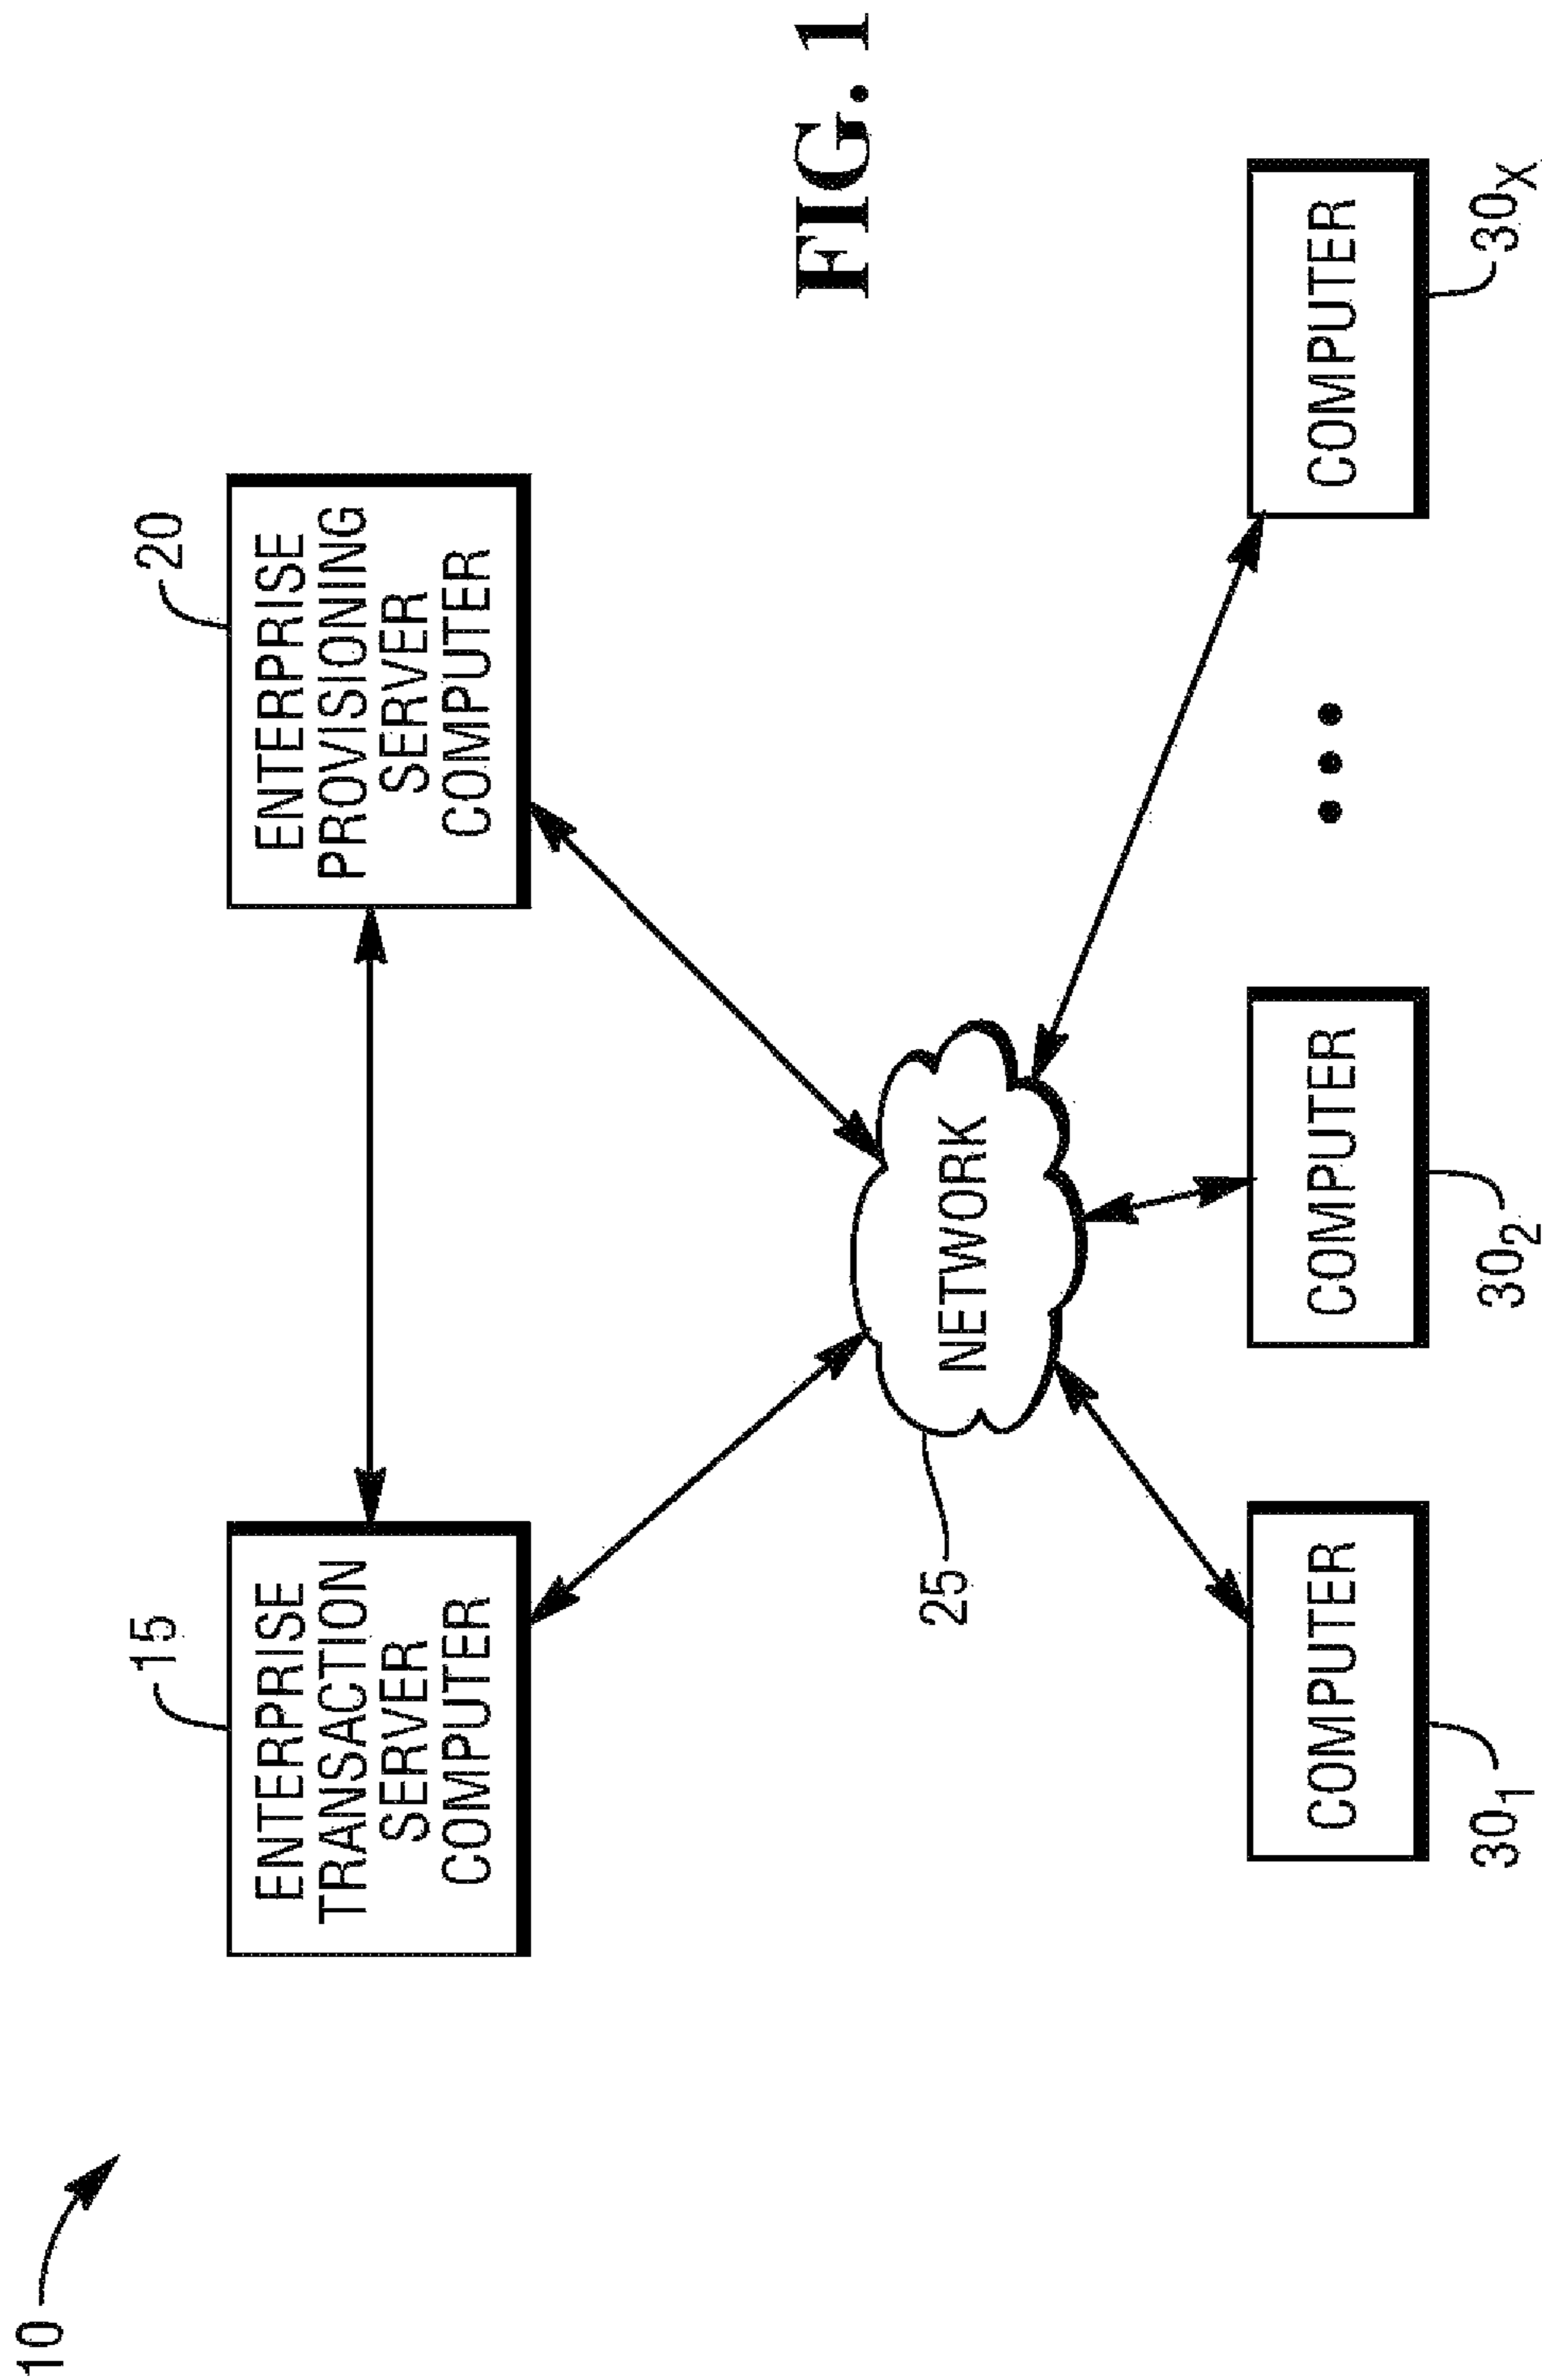 10
15
ENTERPRISE
TRANSACTION
SERVER
COMPUTER
20
ENTERPRISE
PROVISIONING
SERVER
COMPUTER
25
NETWORK
FIG. 1
COMPUTER
30₁
COMPUTER
30₂
COMPUTER
30ₓ